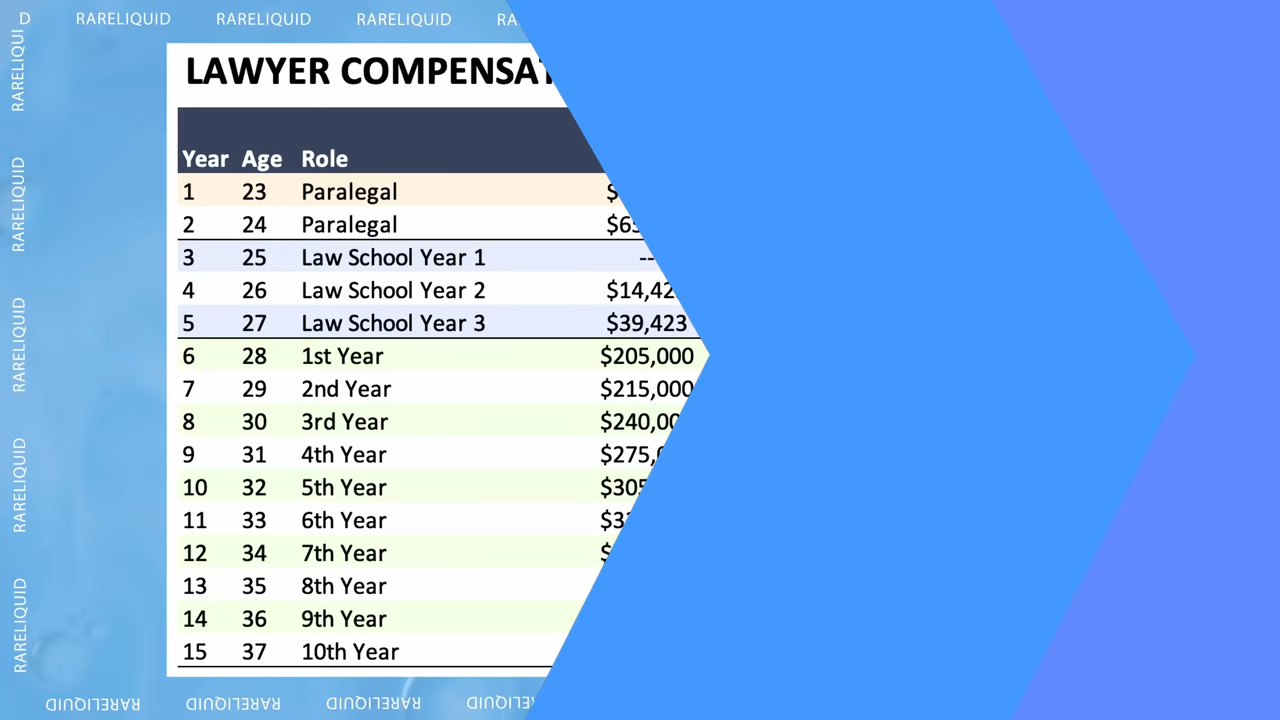 D RARELIQUID RARELIQUID RARELIQUID
LAWYER
Year Age Role
1 23 Paralegal
2 24 Paralegal
3 25 Law School Year 1 --
4 26 Law School Year 2
5 27 Law School Year 3 $39,423
6 28 1st Year $205,000
7 29 2nd Year $215,000
8 30 3rd Year
9 31 4th Year
10 32 5th Year
11 33 6th Year
12 34 7th Year
13 35 8th Year
14 36 9th Year
15 37 10th Year
RARELIQUID
RARELIQUID
RARELIQUID
RARELIQUID
RARELIQUID RARELIQUID RARELIQUID